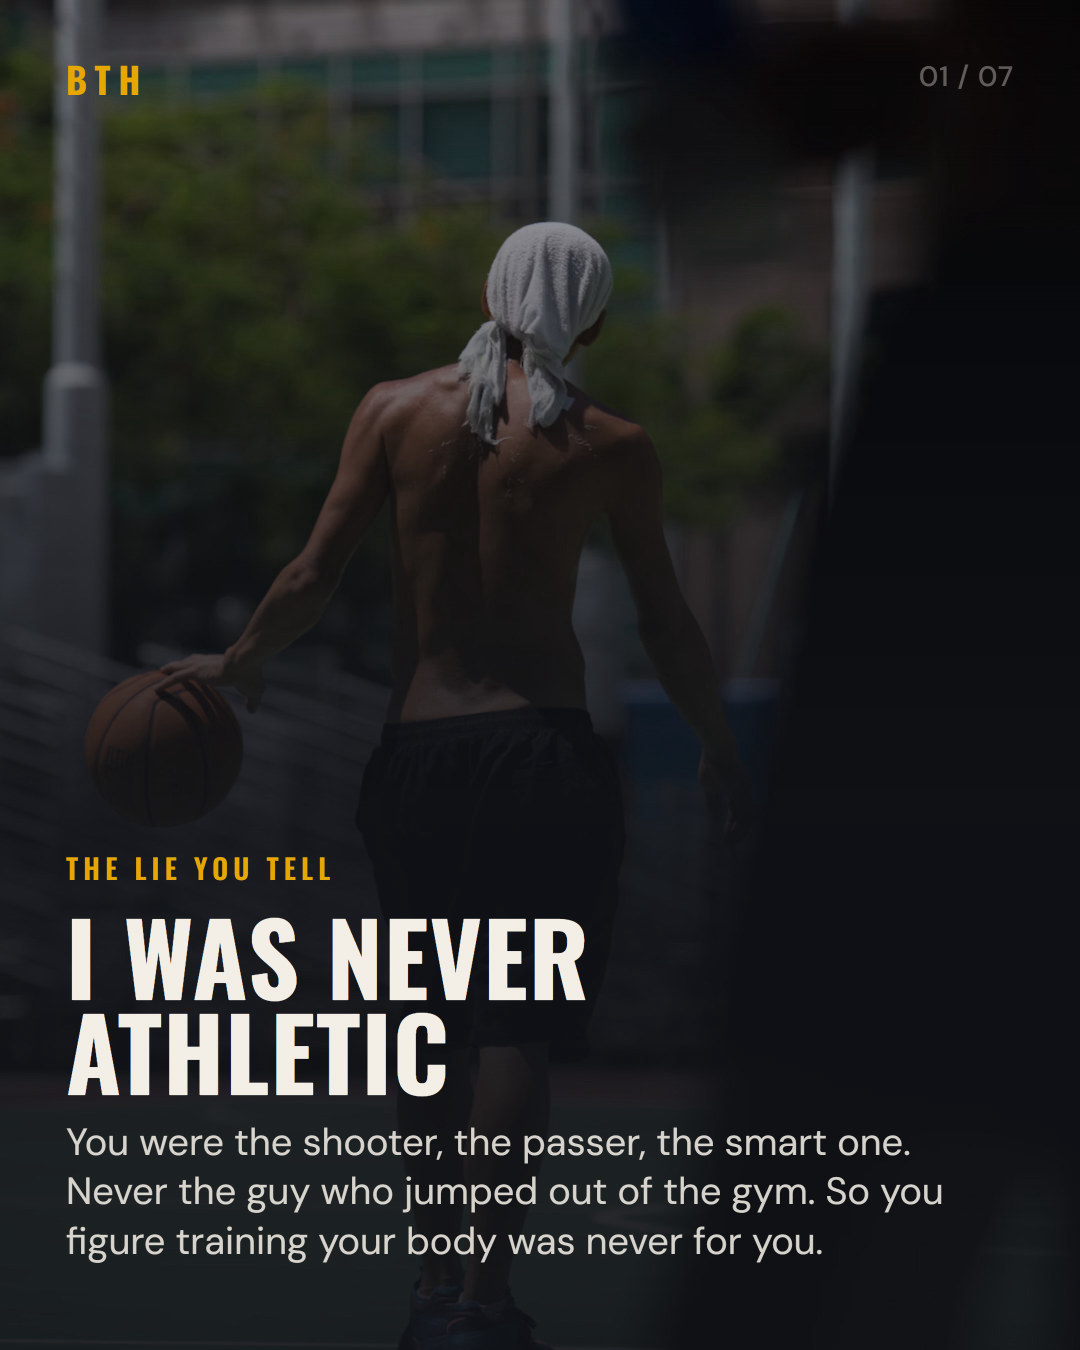 BTH
01 / 07
THE LIE YOU TELL
I WAS NEVER
ATHLETIC
You were the shooter, the passer, the smart one.
Never the guy who jumped out of the gym. So you
figure training your body was never for you.